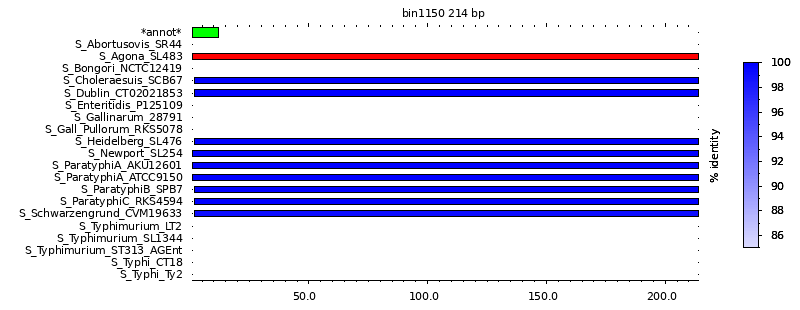 bin1150 214 bp
*annot*
S_Abortusovis_SR44
S_Agona_SL483
S_Bongori_NCTC12419
S_Choleraesuis_SCB67
S_Dublin_CT02021853
S_Enteritidis_P125109
S_Gallinarum_28791
S_Gall_Pullorum_RKS5078
S_Heidelberg_SL476
S_Newport_SL254
S_ParatyphiA_AKU12601
S_ParatyphiA_ATCC9150
S_ParatyphiB_SPB7
S_ParatyphiC_RKS4594
S_Schwarzengrund_CVM19633
S_Typhimurium_LT2
S_Typhimurium_SL1344
S_Typhimurium_ST313_AGEnt
S_Typhi_CT18
S_Typhi_Ty2
50.0 100.0 150.0 200.0
% identity
100
98
96
94
92
90
88
86